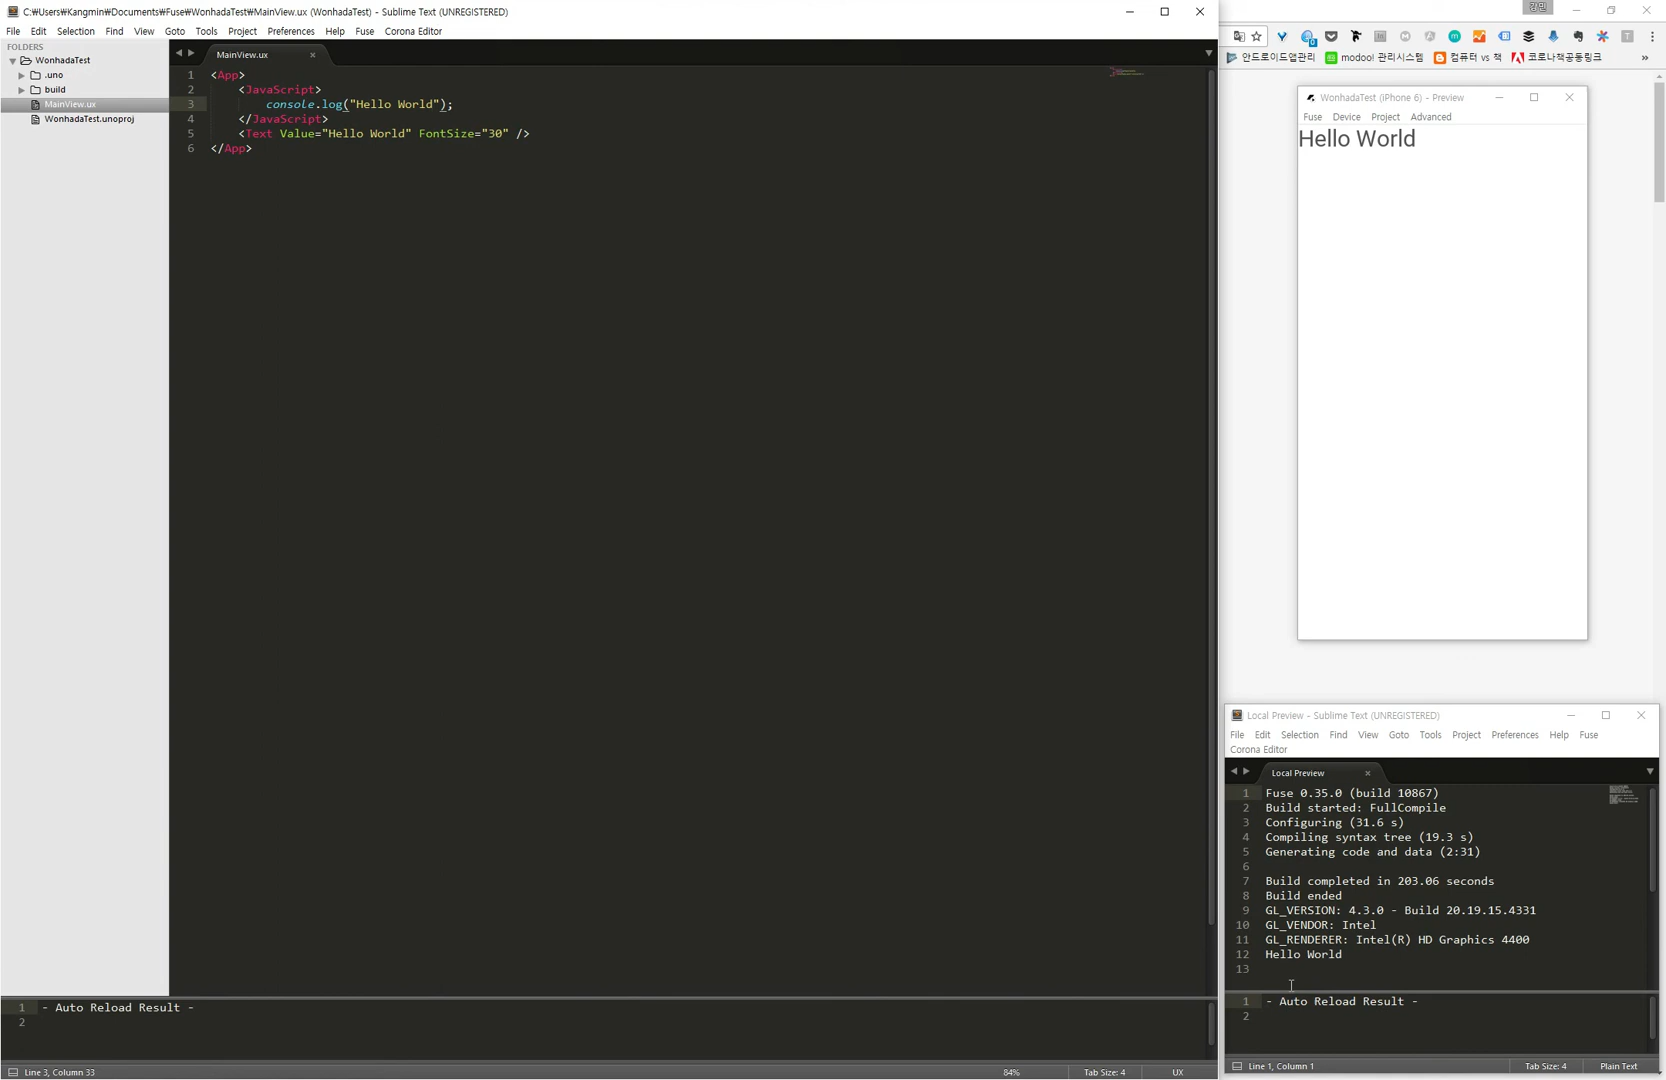 C:₩Users₩Kangmin₩Documents₩Fuse₩WonhadaTest₩MainView.ux (WonhadaTest) - Sublime Text (UNREGISTERED)
File Edit Selection Find View Goto Tools Project Preferences Help Fuse Corona Editor
FOLDERS
WonhadaTest
.uno
build
MainView.ux
WonhadaTest.unoproj
MainView.ux
1 <App>
2 <JavaScript>
3 console.log("Hello World");
4 </JavaScript>
5 <Text Value="Hello World" FontSize="30" />
6 </App>
1 - Auto Reload Result -
2
Line 3, Column 33
84%
Tab Size: 4
UX
강민
안드로이드앱관리 modoo! 관리시스템 컴퓨터 vs 책 코로나책공동링크 »
WonhadaTest (iPhone 6) - Preview
Fuse Device Project Advanced
Hello World
Local Preview - Sublime Text (UNREGISTERED)
File Edit Selection Find View Goto Tools Project Preferences Help Fuse
Corona Editor
Local Preview
1 Fuse 0.35.0 (build 10867)
2 Build started: FullCompile
3 Configuring (31.6 s)
4 Compiling syntax tree (19.3 s)
5 Generating code and data (2:31)
6
7 Build completed in 203.06 seconds
8 Build ended
9 GL_VERSION: 4.3.0 - Build 20.19.15.4331
10 GL_VENDOR: Intel
11 GL_RENDERER: Intel(R) HD Graphics 4400
12 Hello World
13
1 - Auto Reload Result -
2
Line 1, Column 1
Tab Size: 4
Plain Text